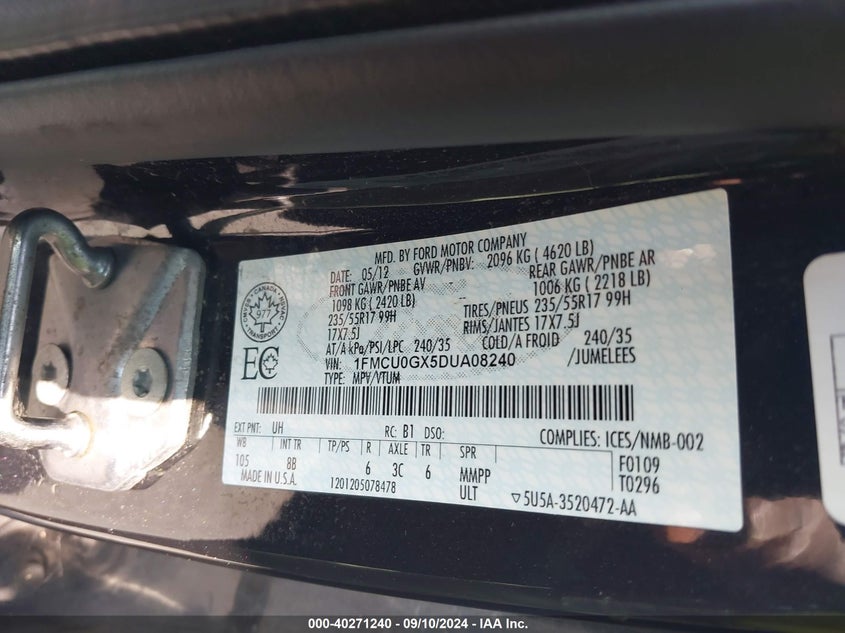 MFD. BY FORD MOTOR COMPANY
DATE: 05/12 GVWR/PNBV: 2096 KG ( 4620 LB)
FRONT GAWR/PNBE AV REAR GAWR/PNBE AR
1098 KG ( 2420 LB) 1006 KG ( 2218 LB)
235/55R17 99H TIRES/PNEUS 235/55R17 99H
17X7.5J RIMS/JANTES 17X7.5J
AT/A kPa/PSI/LPC 240/35 COLD/A FROID 240/35
VIN: 1FMCU0GX5DUA08240 /JUMELEES
TYPE: MPV/VTUM
CANADA
977
TRANSPORT
EC
EXT PNT: UH RC: B1 DSO: COMPLIES: ICES/NMB-002
WB INT TR TP/PS R AXLE TR SPR F0109
105 8B 6 3C 6 MMPP T0296
MADE IN U.S.A. 1201205078478 ULT ▽5U5A-3520472-AA
000-40271240 - 09/10/2024 - IAA Inc.